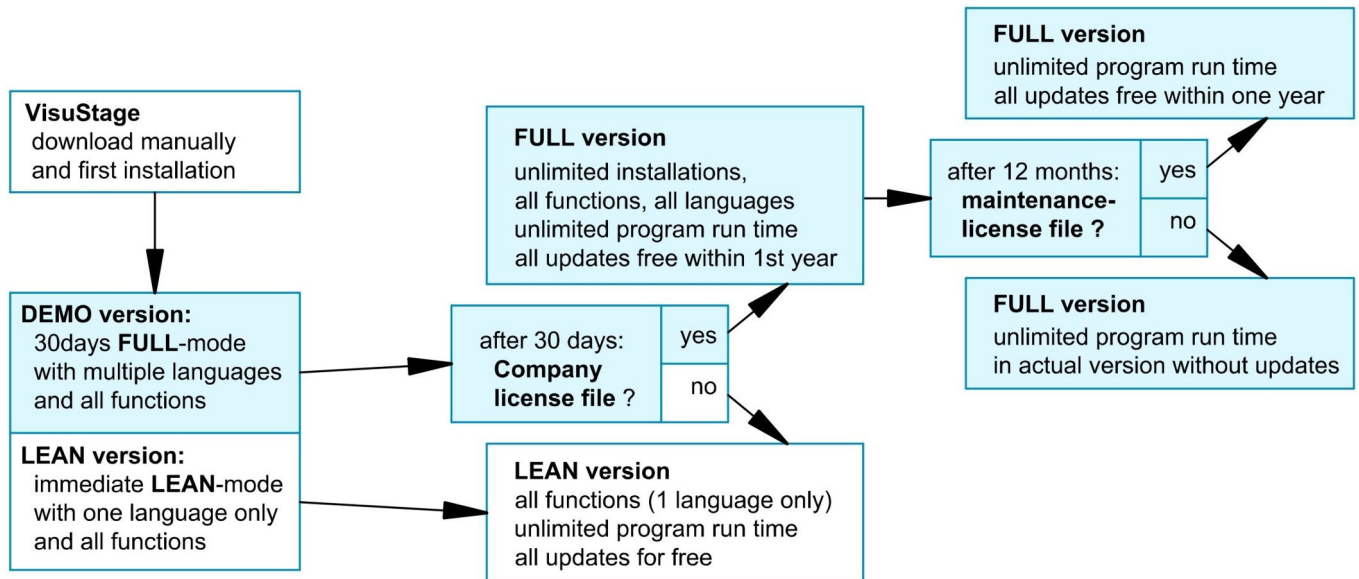 VisuStage
download manually
and first installation
DEMO version:
30days FULL-mode
with multiple languages
and all functions
LEAN version:
immediate LEAN-mode
with one language only
and all functions
after 30 days:
Company
license file ?
yes
no
FULL version
unlimited installations,
all functions, all languages
unlimited program run time
all updates free within 1st year
LEAN version
all functions (1 language only)
unlimited program run time
all updates for free
after 12 months:
maintenance-
license file ?
yes
no
FULL version
unlimited program run time
all updates free within one year
FULL version
unlimited program run time
in actual version without updates